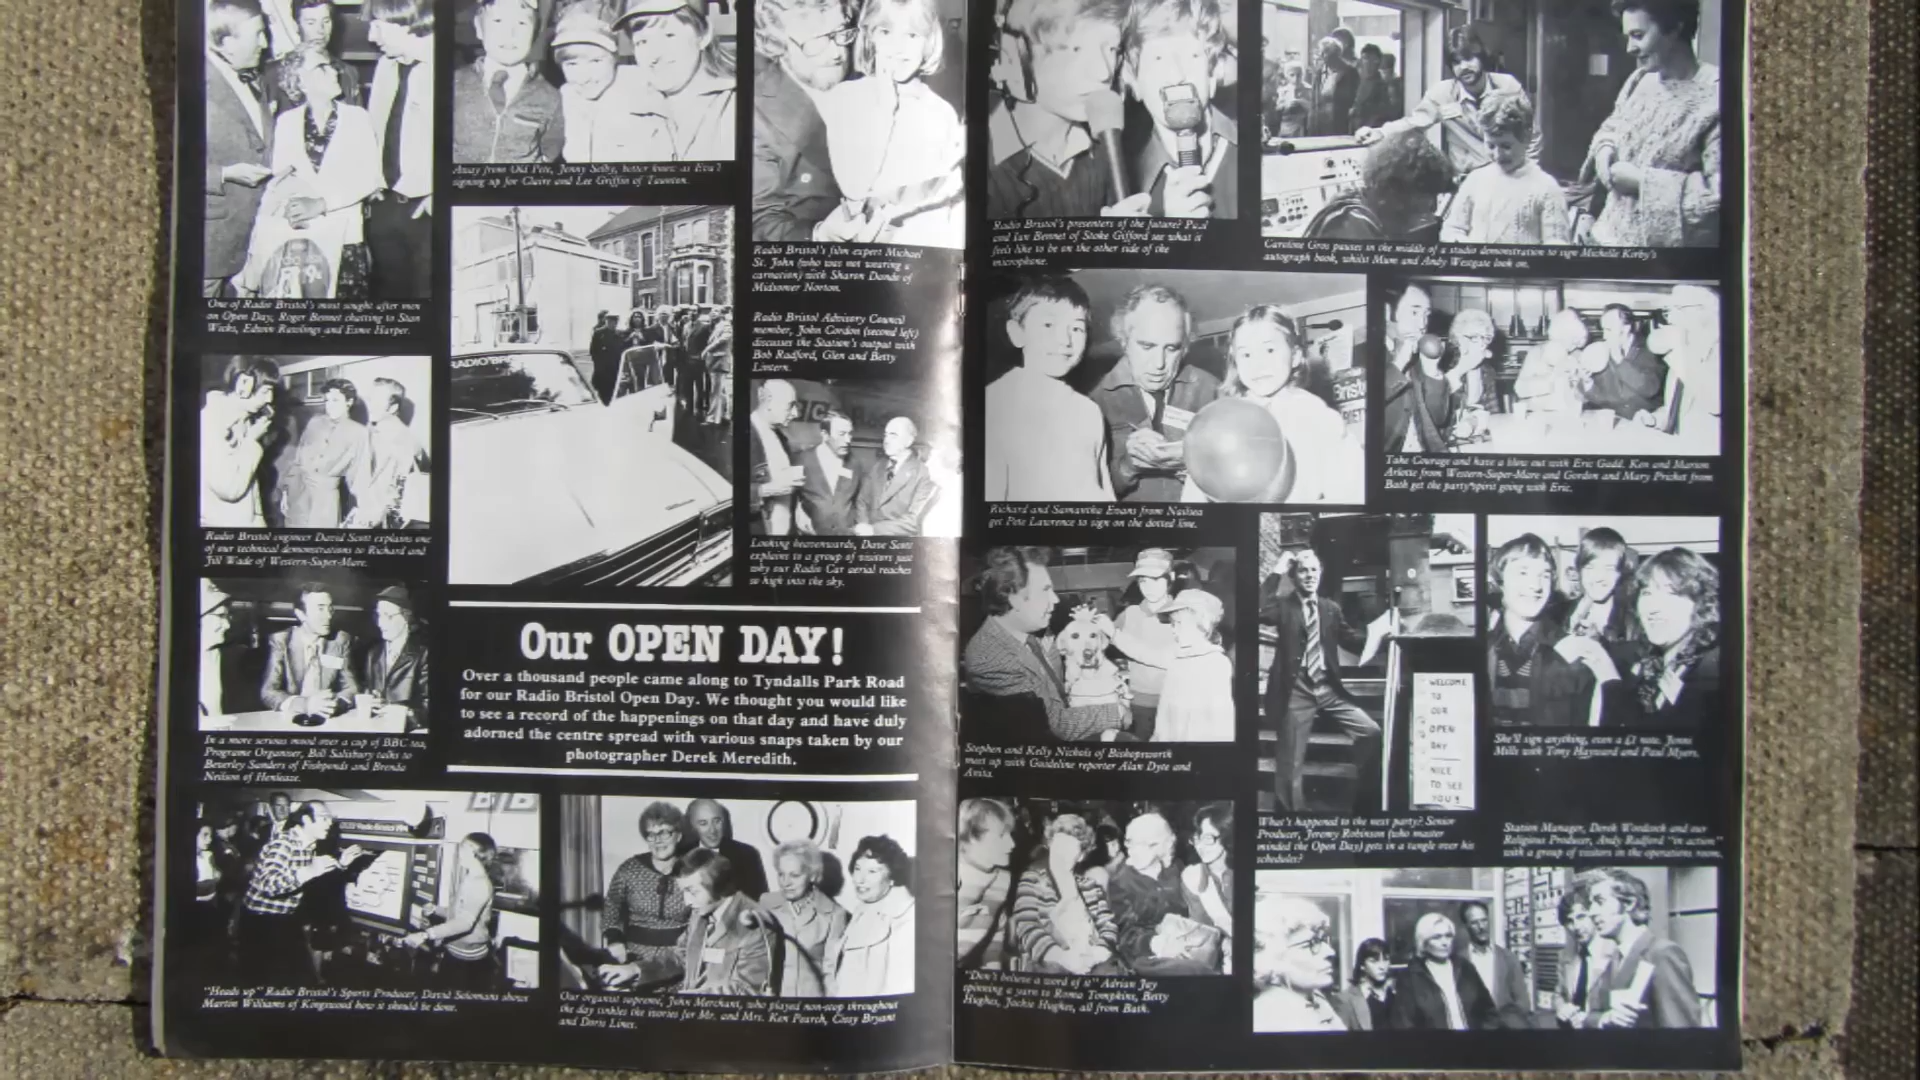 One of Radio Bristol's most sought after men
on Open Day, Roger Bennet chatting to Stan
Wicks, Edwin Rawlings and Esme Harper.
Radio Bristol engineer David Scott explains one
of our technical demonstrations to Richard and
Jill Wade of Western-Super-Mare.
In a more serious mood over a cup of BBC tea,
Programe Organiser, Bill Salisbury talks to
Beverley Sanders of Fishponds and Brenda
Neilson of Henleaze.
Away from Old Pete, Jenny Selby, better known as
signing up for Claire and Lee Griffin of Taunton.
RADIO BR
Radio Bristol's film expert Michael
St. John (who was not wearing a
carnation) with Sharon Dando of
Midsomer Norton.
Radio Bristol Advisory Council
member, John Cordon (second left)
discusses the Station's output with
Bob Radford, Glen and Betty
Looking heavenwards, Dave Scott
explains to a group of visitors just
why our Radio Car aerial reaches
so high into the sky.
Our OPEN DAY!
Over a thousand people came along to Tyndalls Park Road
for our Radio Bristol Open Day. We thought you would like
to see a record of the happenings on that day and have duly
adorned the centre spread with various snaps taken by our
photographer Derek Meredith.
"Heads up" Radio Bristol's Sports Producer, David Solomans shows
Martin Williams of Kingswood how it should be done.
Our organist supreme, John Merchant, who played non-stop throughout
the day tinkles the ivories for Mr. and Mrs. Ken Pearch, Cissy Bryant
and Doris Lines.
Radio Bristol's presenters of the future? Paul
and Ian Bennet of Stoke Gifford see what it
feels like to be on the other side of the
microphone.
Caroline Gros pauses in the middle of a studio demonstration to sign Michelle Kirby's
autograph book, whilst Mum and Andy Westgate look on.
Richard and Samantha Evans from Nailsea
get Pete Lawrence to sign on the dotted line.
Take Courage and have a blow out with Eric Gadd. Ken and Marion
Arlotte from Western-Super-Mare and Gordon and Mary Pricket from
Bath get the party spirit going with Eric.
Stephen and Kelly Nichols of Bishopsworth
meet up with Guideline reporter Alan Dyte and
Anita.
WELCOME
TO
OUR
OPEN
DAY
NICE
TO SEE
YOU!
What's happened to the next party? Senior
Producer, Jeremy Robinson (who master
minded the Open Day) gets in a tangle over his
schedules?
She'll sign anything, even a £1 note. Jenni
Mills with Tony Hayward and Paul Myers.
Station Manager, Derek Woodcock and our
Religious Producer, Andy Radford "in action"
with a group of visitors in the operations room.
"Don't believe a word of it" Adrian Jay
spinning a yarn to Roma Tompkins, Betty
Hughes, Jackie Hughes, all from Bath.